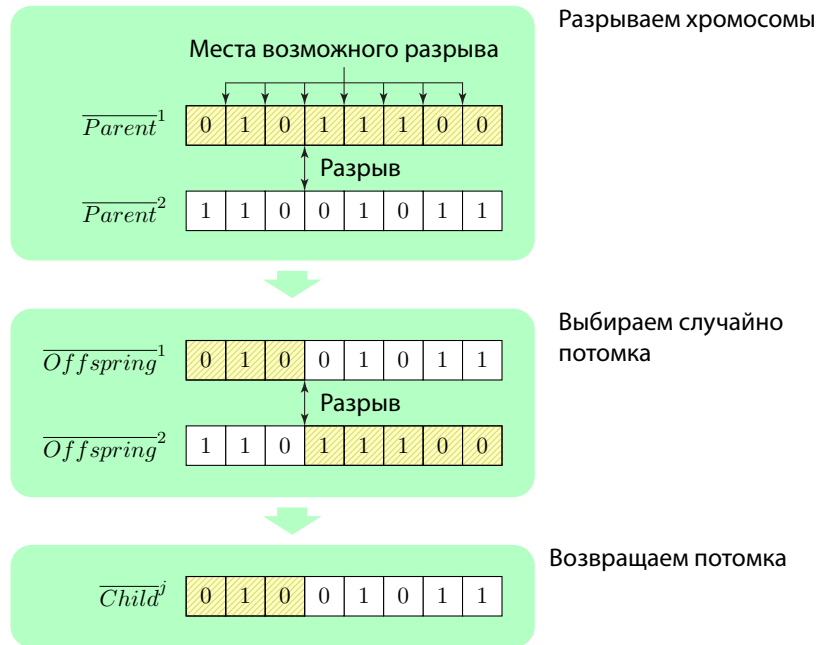 Разрываем хромосомы
Места возможного разрыва
Parent¹ 0 1 0 1 1 1 0 0
Разрыв
Parent² 1 1 0 0 1 0 1 1
Выбираем случайно
потомка
Offspring¹ 0 1 0 0 1 0 1 1
Разрыв
Offspring² 1 1 0 1 1 1 0 0
Возвращаем потомка
Child^j 0 1 0 0 1 0 1 1